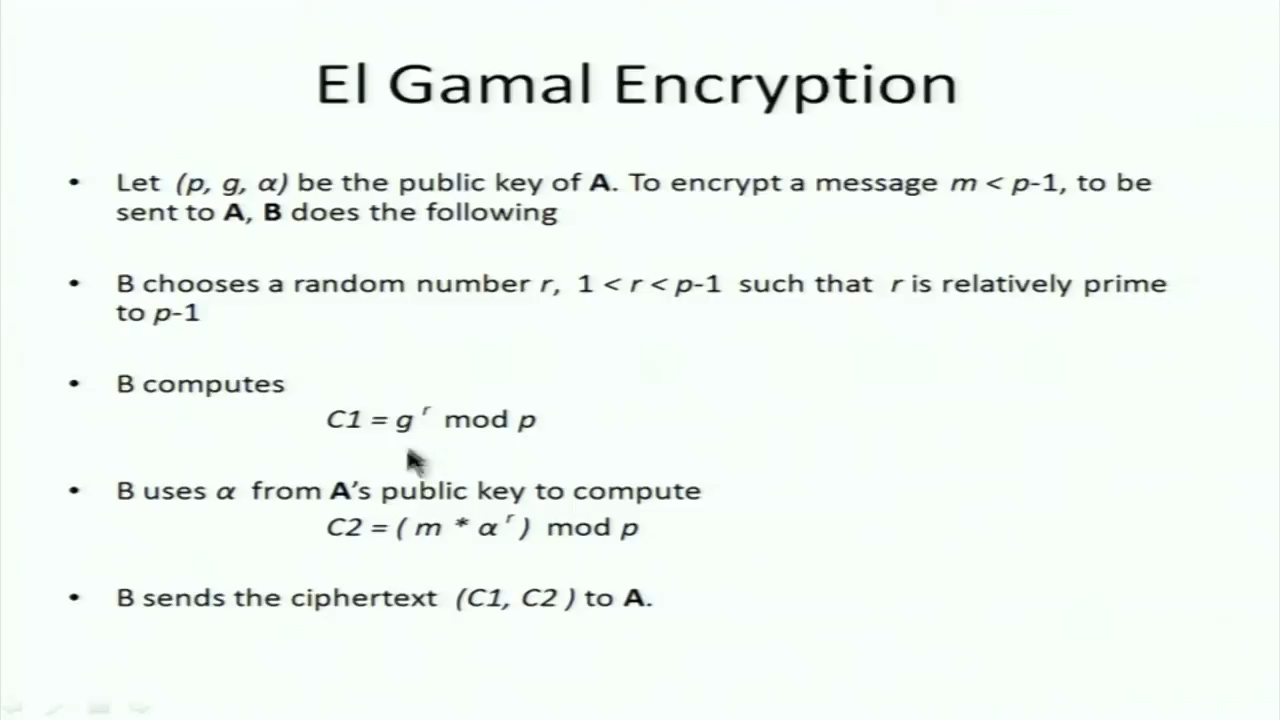 El Gamal Encryption
• Let (p, g, α) be the public key of A. To encrypt a message m < p-1, to be
sent to A, B does the following
• B chooses a random number r, 1 < r < p-1 such that r is relatively prime
to p-1
• B computes
C1 = g ʳ mod p
• B uses α from A’s public key to compute
C2 = ( m * α ʳ ) mod p
• B sends the ciphertext (C1, C2 ) to A.